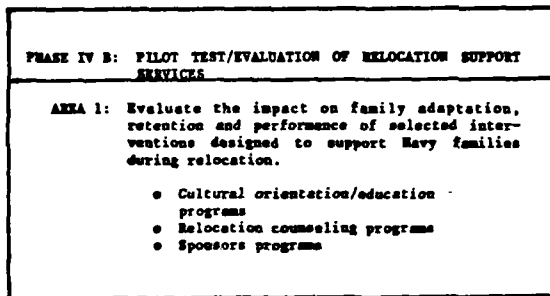 PHASE IV B: PILOT TEST/EVALUATION OF RELOCATION SUPPORT
SERVICES
AREA 1: Evaluate the impact on family adaptation,
retention and performance of selected inter-
ventions designed to support Navy families
during relocation.
• Cultural orientation/education -
programs
• Relocation counseling programs
• Sponsors programs